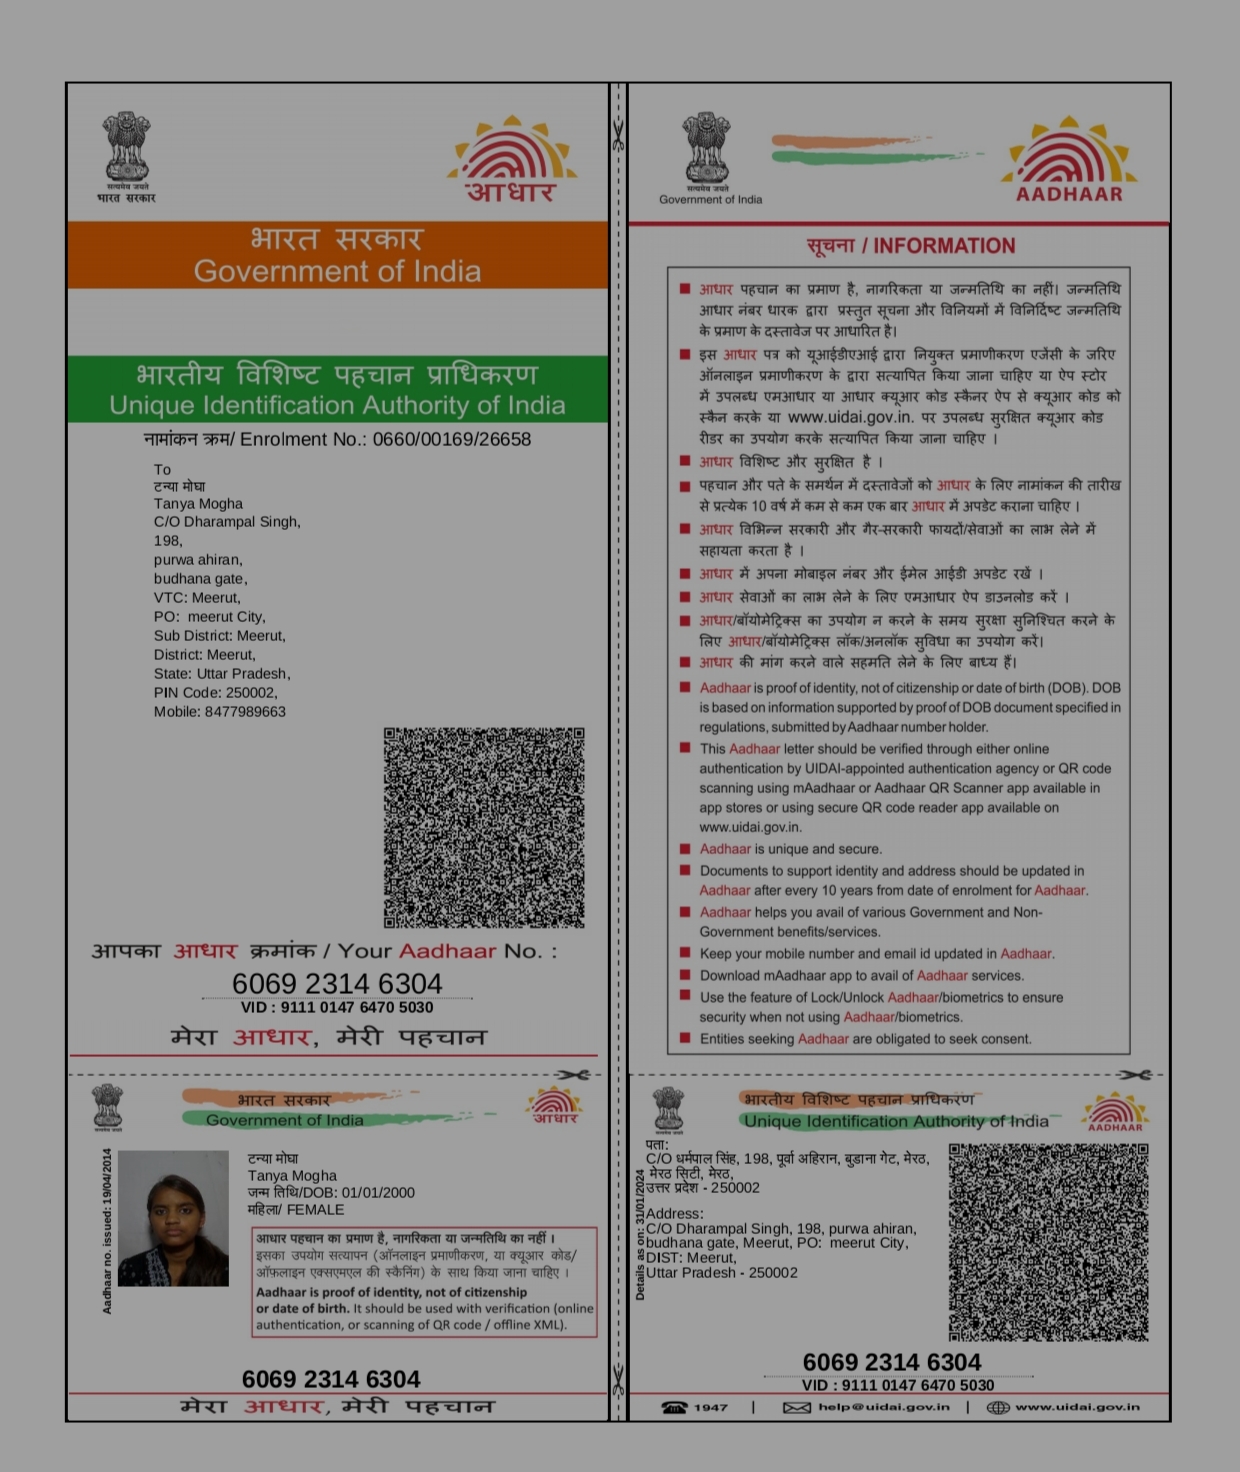 सत्यमेव जयते
भारत सरकार
आधार
भारत सरकार
Government of India
भारतीय विशिष्ट पहचान प्राधिकरण
Unique Identification Authority of India
नामांकन क्रम/ Enrolment No.: 0660/00169/26658
To
टन्या मोघा
Tanya Mogha
C/O Dharampal Singh,
198,
purwa ahiran,
budhana gate,
VTC: Meerut,
PO: meerut City,
Sub District: Meerut,
District: Meerut,
State: Uttar Pradesh,
PIN Code: 250002,
Mobile: 8477989663
आपका आधार क्रमांक / Your Aadhaar No. :
6069 2314 6304
VID : 9111 0147 6470 5030
मेरा आधार, मेरी पहचान
सत्यमेव जयते
Government of India
AADHAAR
सूचना / INFORMATION
■ आधार पहचान का प्रमाण है, नागरिकता या जन्मतिथि का नहीं। जन्मतिथि
आधार नंबर धारक द्वारा प्रस्तुत सूचना और विनियमों में विनिर्दिष्ट जन्मतिथि
के प्रमाण के दस्तावेज पर आधारित है।
■ इस आधार पत्र को यूआईडीएआई द्वारा नियुक्त प्रमाणीकरण एजेंसी के जरिए
ऑनलाइन प्रमाणीकरण के द्वारा सत्यापित किया जाना चाहिए या ऐप स्टोर
में उपलब्ध एमआधार या आधार क्यूआर कोड स्कैनर ऐप से क्यूआर कोड को
स्कैन करके या www.uidai.gov.in. पर उपलब्ध सुरक्षित क्यूआर कोड
रीडर का उपयोग करके सत्यापित किया जाना चाहिए ।
■ आधार विशिष्ट और सुरक्षित है ।
■ पहचान और पते के समर्थन में दस्तावेजों को आधार के लिए नामांकन की तारीख
से प्रत्येक 10 वर्ष में कम से कम एक बार आधार में अपडेट कराना चाहिए ।
■ आधार विभिन्न सरकारी और गैर-सरकारी फायदों/सेवाओं का लाभ लेने में
सहायता करता है ।
■ आधार में अपना मोबाइल नंबर और ईमेल आईडी अपडेट रखें ।
■ आधार सेवाओं का लाभ लेने के लिए एमआधार ऐप डाउनलोड करें ।
■ आधार/बॉयोमेट्रिक्स का उपयोग न करने के समय सुरक्षा सुनिश्चित करने के
लिए आधार/बॉयोमेट्रिक्स लॉक/अनलॉक सुविधा का उपयोग करें।
■ आधार की मांग करने वाले सहमति लेने के लिए बाध्य हैं।
■ Aadhaar is proof of identity, not of citizenship or date of birth (DOB). DOB
is based on information supported by proof of DOB document specified in
regulations, submitted by Aadhaar number holder.
■ This Aadhaar letter should be verified through either online
authentication by UIDAI-appointed authentication agency or QR code
scanning using mAadhaar or Aadhaar QR Scanner app available in
app stores or using secure QR code reader app available on
www.uidai.gov.in.
■ Aadhaar is unique and secure.
■ Documents to support identity and address should be updated in
Aadhaar after every 10 years from date of enrolment for Aadhaar.
■ Aadhaar helps you avail of various Government and Non-
Government benefits/services.
■ Keep your mobile number and email id updated in Aadhaar.
■ Download mAadhaar app to avail of Aadhaar services.
■ Use the feature of Lock/Unlock Aadhaar/biometrics to ensure
security when not using Aadhaar/biometrics.
■ Entities seeking Aadhaar are obligated to seek consent.
भारत सरकार
Government of India
आधार
Aadhaar no. issued: 19/04/2014
टन्या मोघा
Tanya Mogha
जन्म तिथि/DOB: 01/01/2000
महिला/ FEMALE
आधार पहचान का प्रमाण है, नागरिकता या जन्मतिथि का नहीं ।
इसका उपयोग सत्यापन (ऑनलाइन प्रमाणीकरण, या क्यूआर कोड/
ऑफ़लाइन एक्सएमएल की स्कैनिंग) के साथ किया जाना चाहिए ।
Aadhaar is proof of identity, not of citizenship
or date of birth. It should be used with verification (online
authentication, or scanning of QR code / offline XML).
6069 2314 6304
मेरा आधार, मेरी पहचान
भारतीय विशिष्ट पहचान प्राधिकरण
Unique Identification Authority of India
AADHAAR
Details as on: 31/01/2024
पता:
C/O धर्मपाल सिंह, 198, पूर्वा अहिरान, बुडाना गेट, मेरठ,
मेरठ सिटी, मेरठ,
उत्तर प्रदेश - 250002
Address:
C/O Dharampal Singh, 198, purwa ahiran,
budhana gate, Meerut, PO: meerut City,
DIST: Meerut,
Uttar Pradesh - 250002
6069 2314 6304
VID : 9111 0147 6470 5030
1947 | help@uidai.gov.in | www.uidai.gov.in